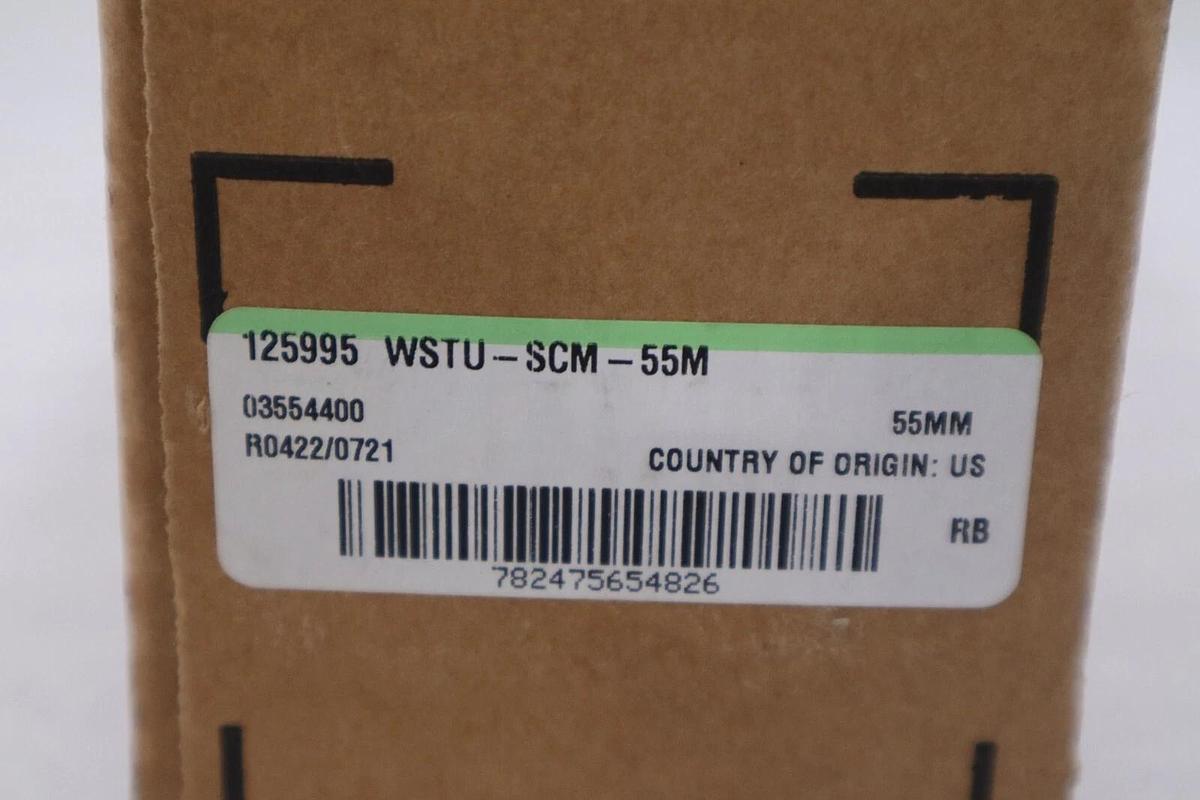 125995 WSTU-SCM-55M
03554400 55MM
R0422/0721 COUNTRY OF ORIGIN: US
RB
782475654826